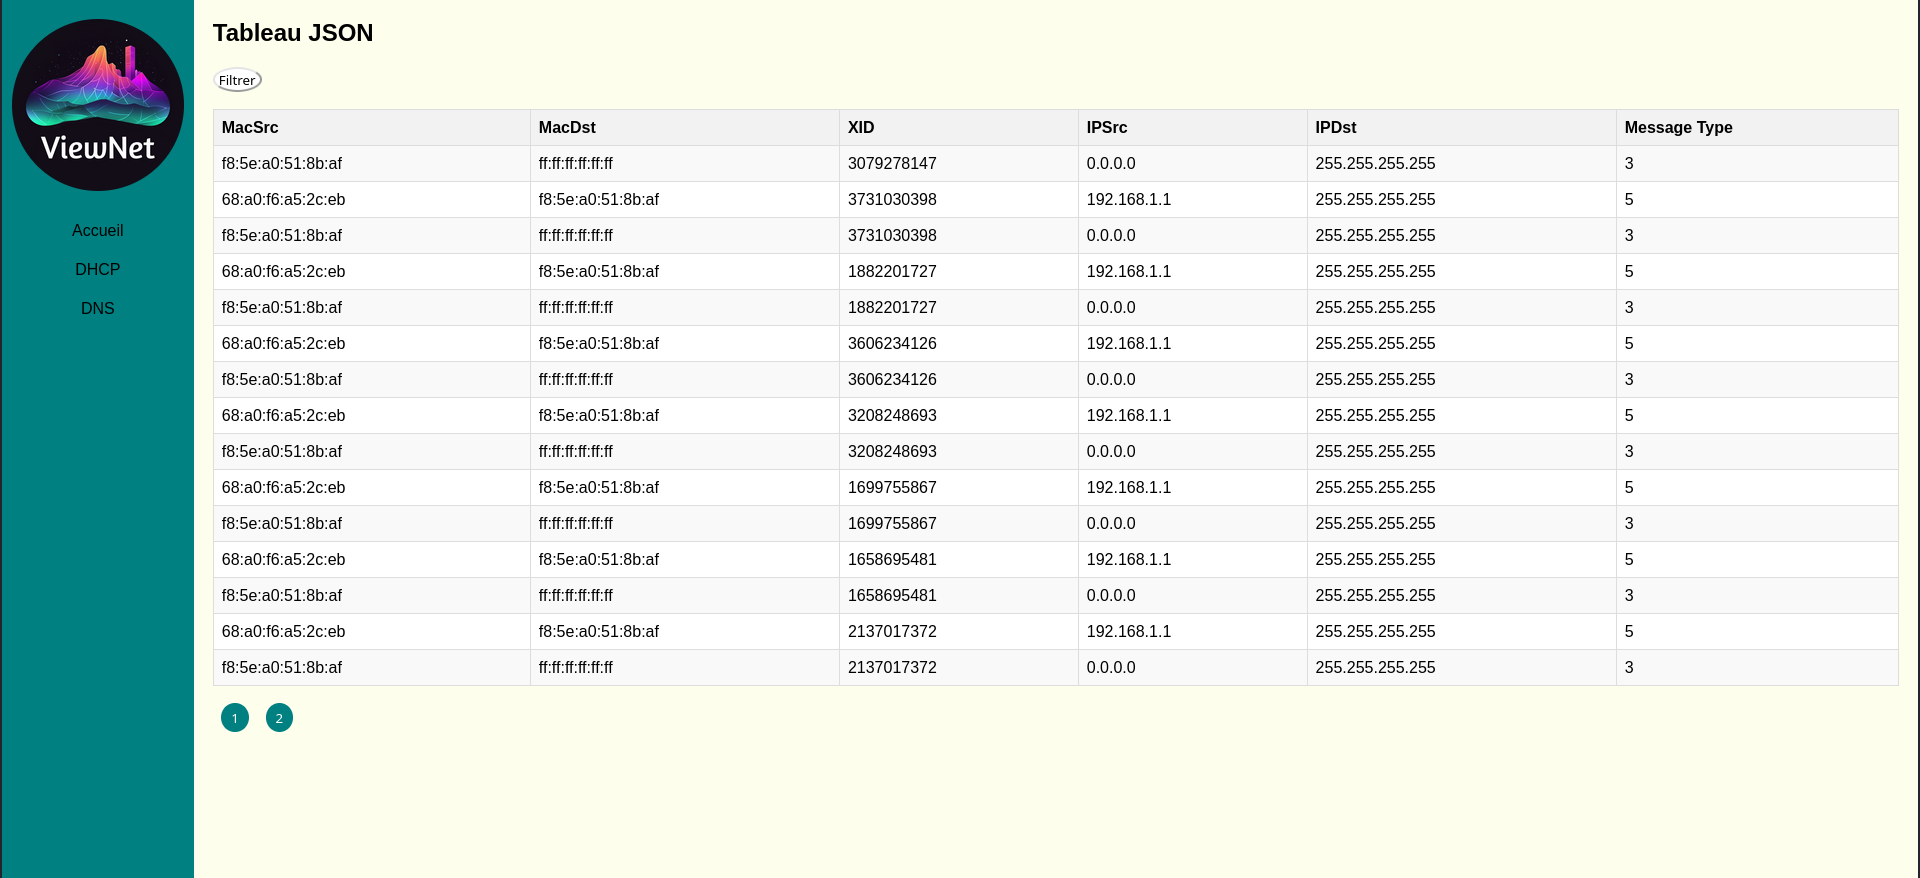 ViewNet
Accueil
DHCP
DNS
Tableau JSON
Filtrer
MacSrc MacDst XID IPSrc IPDst Message Type
f8:5e:a0:51:8b:af ff:ff:ff:ff:ff:ff 3079278147 0.0.0.0 255.255.255.255 3
68:a0:f6:a5:2c:eb f8:5e:a0:51:8b:af 3731030398 192.168.1.1 255.255.255.255 5
f8:5e:a0:51:8b:af ff:ff:ff:ff:ff:ff 3731030398 0.0.0.0 255.255.255.255 3
68:a0:f6:a5:2c:eb f8:5e:a0:51:8b:af 1882201727 192.168.1.1 255.255.255.255 5
f8:5e:a0:51:8b:af ff:ff:ff:ff:ff:ff 1882201727 0.0.0.0 255.255.255.255 3
68:a0:f6:a5:2c:eb f8:5e:a0:51:8b:af 3606234126 192.168.1.1 255.255.255.255 5
f8:5e:a0:51:8b:af ff:ff:ff:ff:ff:ff 3606234126 0.0.0.0 255.255.255.255 3
68:a0:f6:a5:2c:eb f8:5e:a0:51:8b:af 3208248693 192.168.1.1 255.255.255.255 5
f8:5e:a0:51:8b:af ff:ff:ff:ff:ff:ff 3208248693 0.0.0.0 255.255.255.255 3
68:a0:f6:a5:2c:eb f8:5e:a0:51:8b:af 1699755867 192.168.1.1 255.255.255.255 5
f8:5e:a0:51:8b:af ff:ff:ff:ff:ff:ff 1699755867 0.0.0.0 255.255.255.255 3
68:a0:f6:a5:2c:eb f8:5e:a0:51:8b:af 1658695481 192.168.1.1 255.255.255.255 5
f8:5e:a0:51:8b:af ff:ff:ff:ff:ff:ff 1658695481 0.0.0.0 255.255.255.255 3
68:a0:f6:a5:2c:eb f8:5e:a0:51:8b:af 2137017372 192.168.1.1 255.255.255.255 5
f8:5e:a0:51:8b:af ff:ff:ff:ff:ff:ff 2137017372 0.0.0.0 255.255.255.255 3
1 2